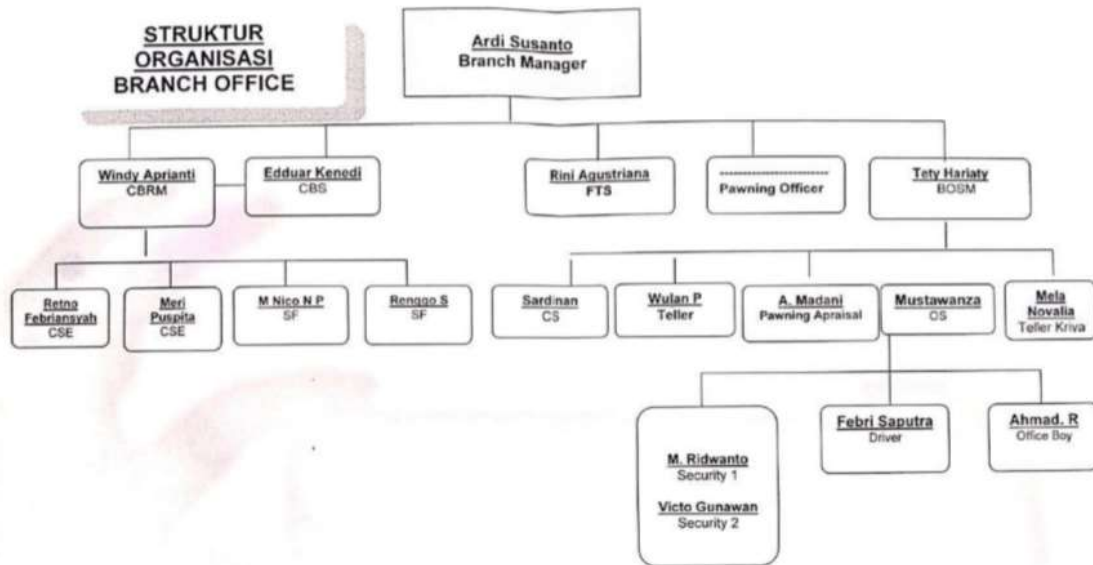 STRUKTUR
ORGANISASI
BRANCH OFFICE
Ardi Susanto
Branch Manager
Windy Aprianti
CBRM
Edduar Kenedi
CBS
Rini Agustriana
FTS
------------------------
Pawning Officer
Tety Hariaty
BOSM
Retno
Febriansyah
CSE
Meri
Puspita
CSE
M Nico N P
SF
Renggo S
SF
Sardinan
CS
Wulan P
Teller
A. Madani
Pawning Apraisal
Mustawanza
OS
Mela
Novalia
Teller Kriva
M. Ridwanto
Security 1
Victo Gunawan
Security 2
Febri Saputra
Driver
Ahmad. R
Office Boy